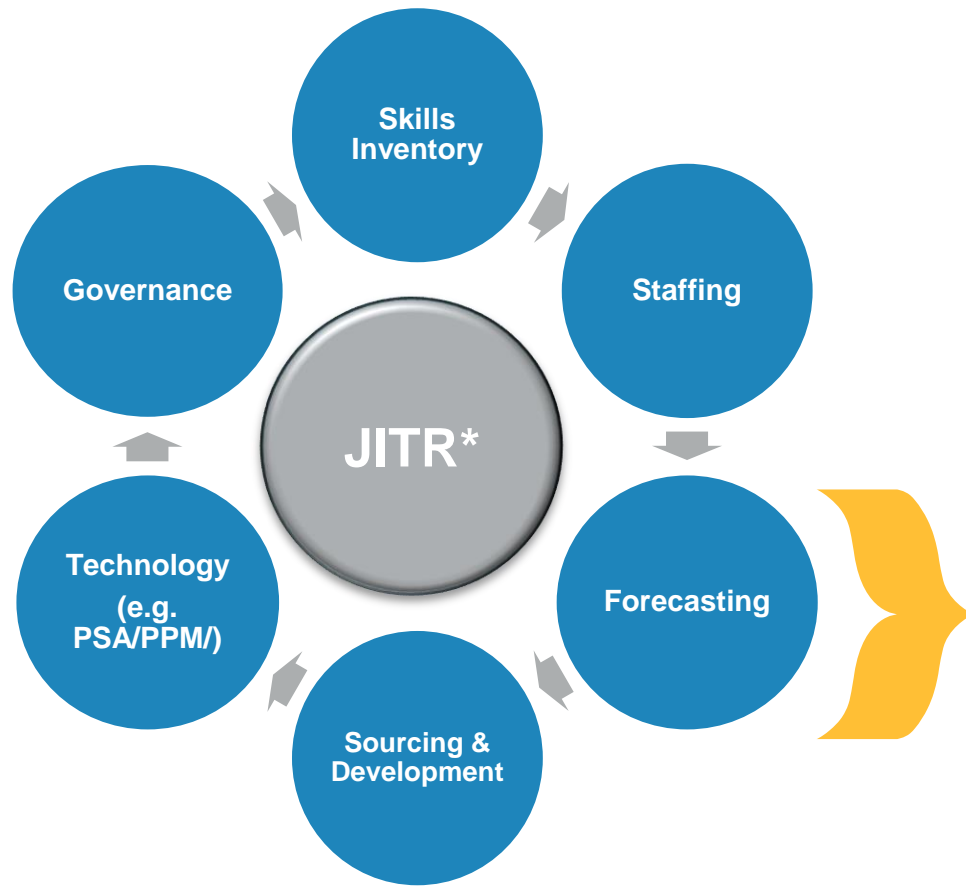 Skills
Inventory
Staffing
Forecasting
Sourcing &
Development
Technology
(e.g.
PSA/PPM/)
Governance
JITR*